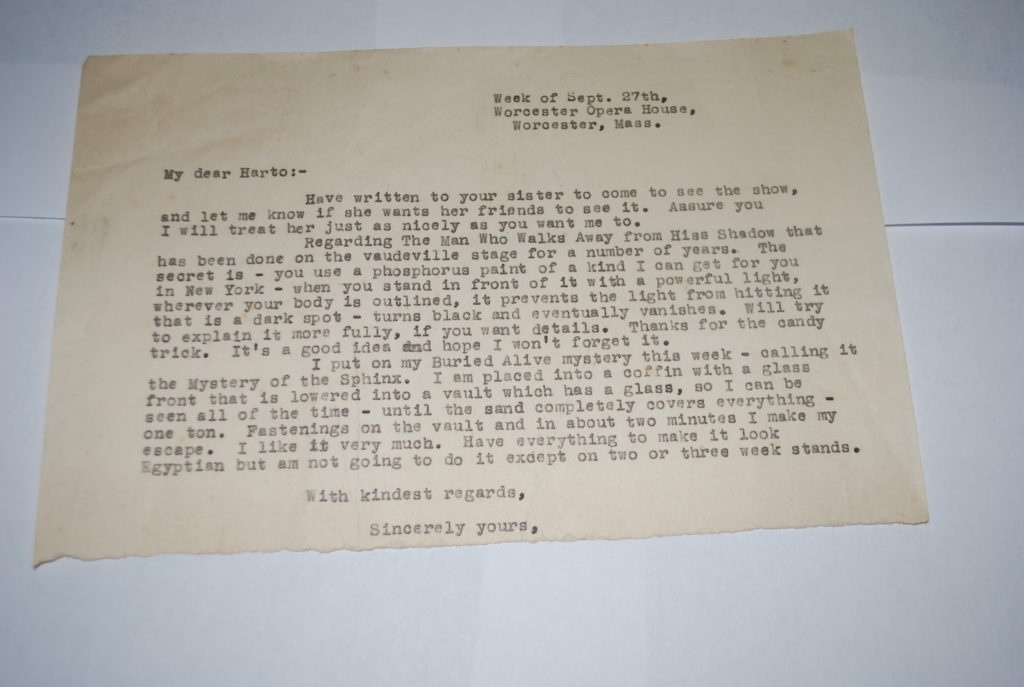 Week of Sept. 27th,
Worcester Opera House,
Worcester, Mass.
My dear Harto:-
Have written to your sister to come to see the show,
and let me know if she wants her friends to see it. Assure you
I will treat her just as nicely as you want me to.
Regarding The Man Who Walks Away from Hiss Shadow that
has been done on the vaudeville stage for a number of years. The
secret is - you use a phosphorus paint of a kind I can get for you
in New York - when you stand in front of it with a powerful light,
wherever your body is outlined, it prevents the light from hitting it
that is a dark spot - turns black and eventually vanishes. Will try
to explain it more fully, if you want details. Thanks for the candy
trick. It's a good idea and hope I won't forget it.
I put on my Buried Alive mystery this week - calling it
the Mystery of the Sphinx. I am placed into a coffin with a glass
front that is lowered into a vault which has a glass, so I can be
seen all of the time - until the sand completely covers everything -
one ton. Fastenings on the vault and in about two minutes I make my
escape. I like it very much. Have everything to make it look
Egyptian but am not going to do it except on two or three week stands.
With kindest regards,
Sincerely yours,